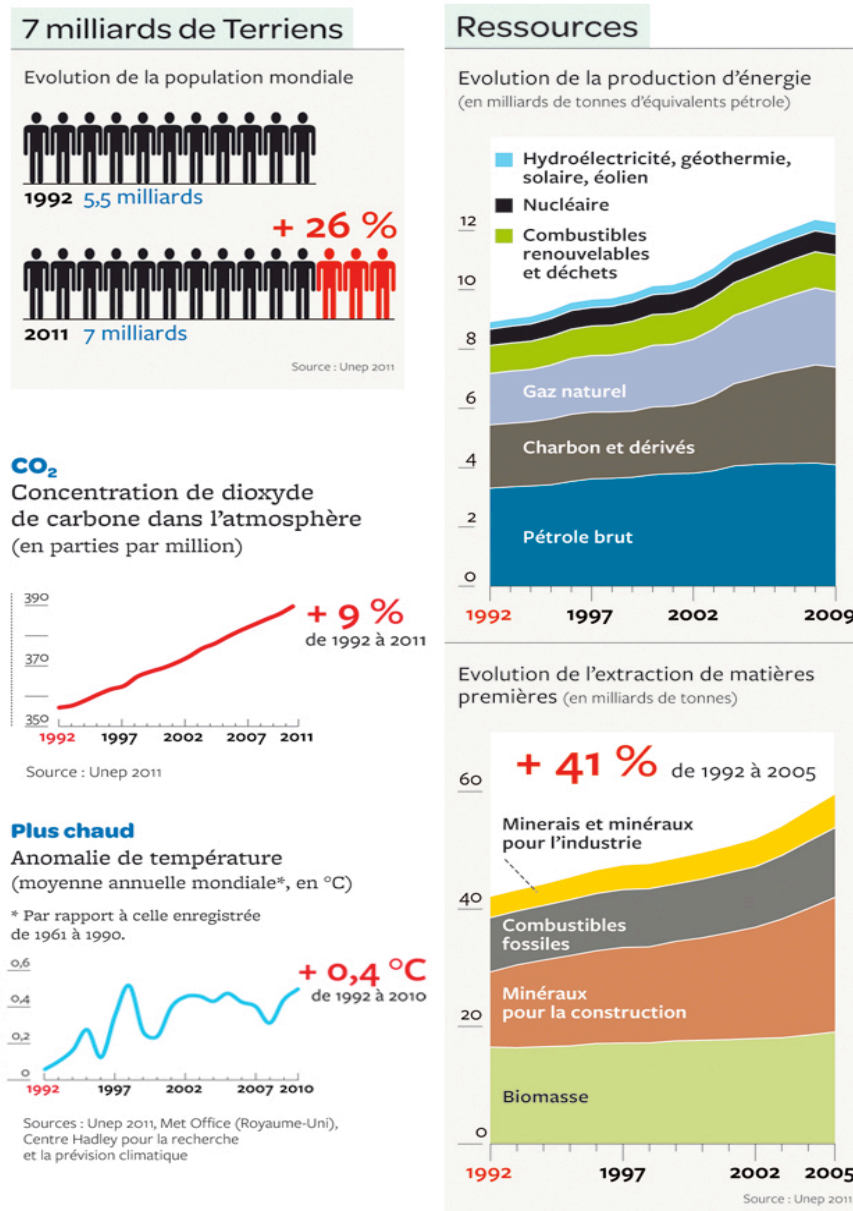 7 milliards de Terriens
Evolution de la population mondiale
1992 5,5 milliards
+ 26 %
2011 7 milliards
Source : Unep 2011
CO₂
Concentration de dioxyde
de carbone dans l’atmosphère
(en parties par million)
390
370
350
+ 9 %
de 1992 à 2011
1992 1997 2002 2007 2011
Source : Unep 2011
Plus chaud
Anomalie de température
(moyenne annuelle mondiale*, en °C)
* Par rapport à celle enregistrée
de 1961 à 1990.
0,6
0,4
0,2
0
+ 0,4 °C
de 1992 à 2010
1992 1997 2002 2007 2010
Sources : Unep 2011, Met Office (Royaume-Uni),
Centre Hadley pour la recherche
et la prévision climatique
Ressources
Evolution de la production d’énergie
(en milliards de tonnes d’équivalents pétrole)
Hydroélectricité, géothermie,
solaire, éolien
Nucléaire
Combustibles
renouvelables
et déchets
12
10
8
6
4
2
0
Gaz naturel
Charbon et dérivés
Pétrole brut
1992 1997 2002 2009
Evolution de l’extraction de matières
premières (en milliards de tonnes)
+ 41 % de 1992 à 2005
60
40
20
0
Minerais et minéraux
pour l’industrie
Combustibles
fossiles
Minéraux
pour la construction
Biomasse
1992 1997 2002 2005
Source : Unep 2011